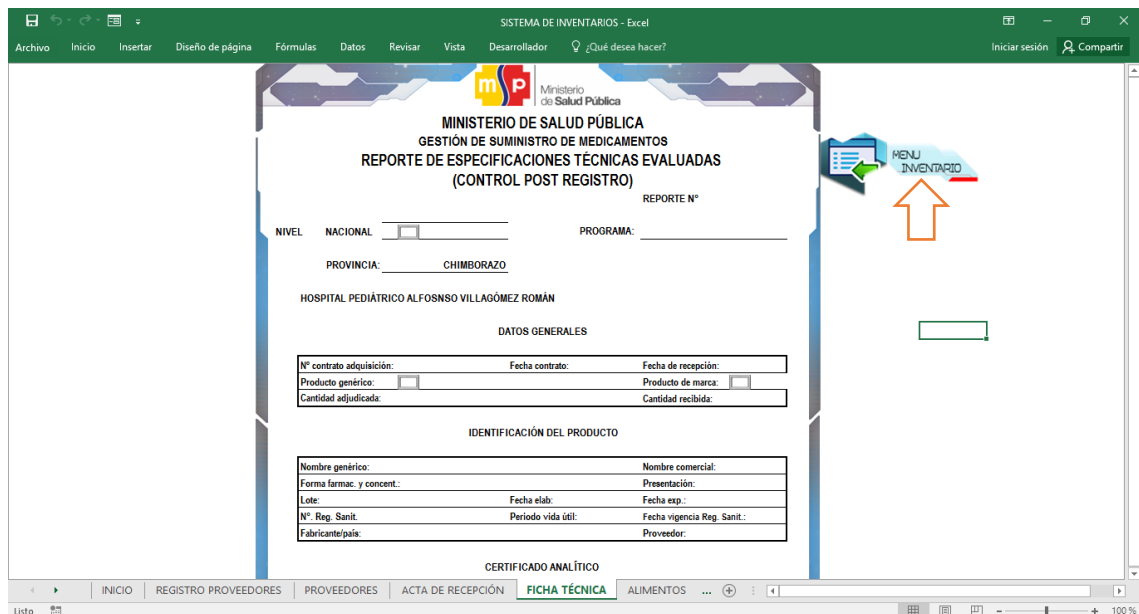 SISTEMA DE INVENTARIOS - Excel
Archivo Inicio Insertar Diseño de página Fórmulas Datos Revisar Vista Desarrollador ¿Qué desea hacer? Iniciar sesión Compartir
msp Ministerio
de Salud Pública
MINISTERIO DE SALUD PÚBLICA
GESTIÓN DE SUMINISTRO DE MEDICAMENTOS
REPORTE DE ESPECIFICACIONES TÉCNICAS EVALUADAS
(CONTROL POST REGISTRO)
MENU
INVENTARIO
REPORTE Nº
NIVEL NACIONAL PROGRAMA:
PROVINCIA: CHIMBORAZO
HOSPITAL PEDIÁTRICO ALFOSNSO VILLAGÓMEZ ROMÁN
DATOS GENERALES
Nº contrato adquisición: Fecha contrato: Fecha de recepción:
Producto genérico: Producto de marca:
Cantidad adjudicada: Cantidad recibida:
IDENTIFICACIÓN DEL PRODUCTO
Nombre genérico: Nombre comercial:
Forma farmac. y concent.: Presentación:
Lote: Fecha elab: Fecha exp.:
Nº. Reg. Sanit. Periodo vida útil: Fecha vigencia Reg. Sanit.:
Fabricante/país: Proveedor:
CERTIFICADO ANALÍTICO
INICIO REGISTRO PROVEEDORES PROVEEDORES ACTA DE RECEPCIÓN FICHA TÉCNICA ALIMENTOS ...
Listo 100 %